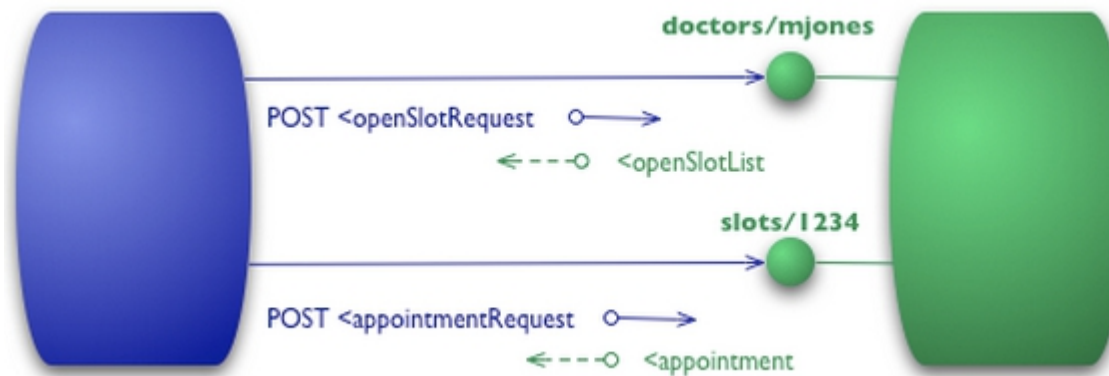 doctors/mjones
POST <openSlotRequest
<openSlotList
slots/1234
POST <appointmentRequest
<appointment